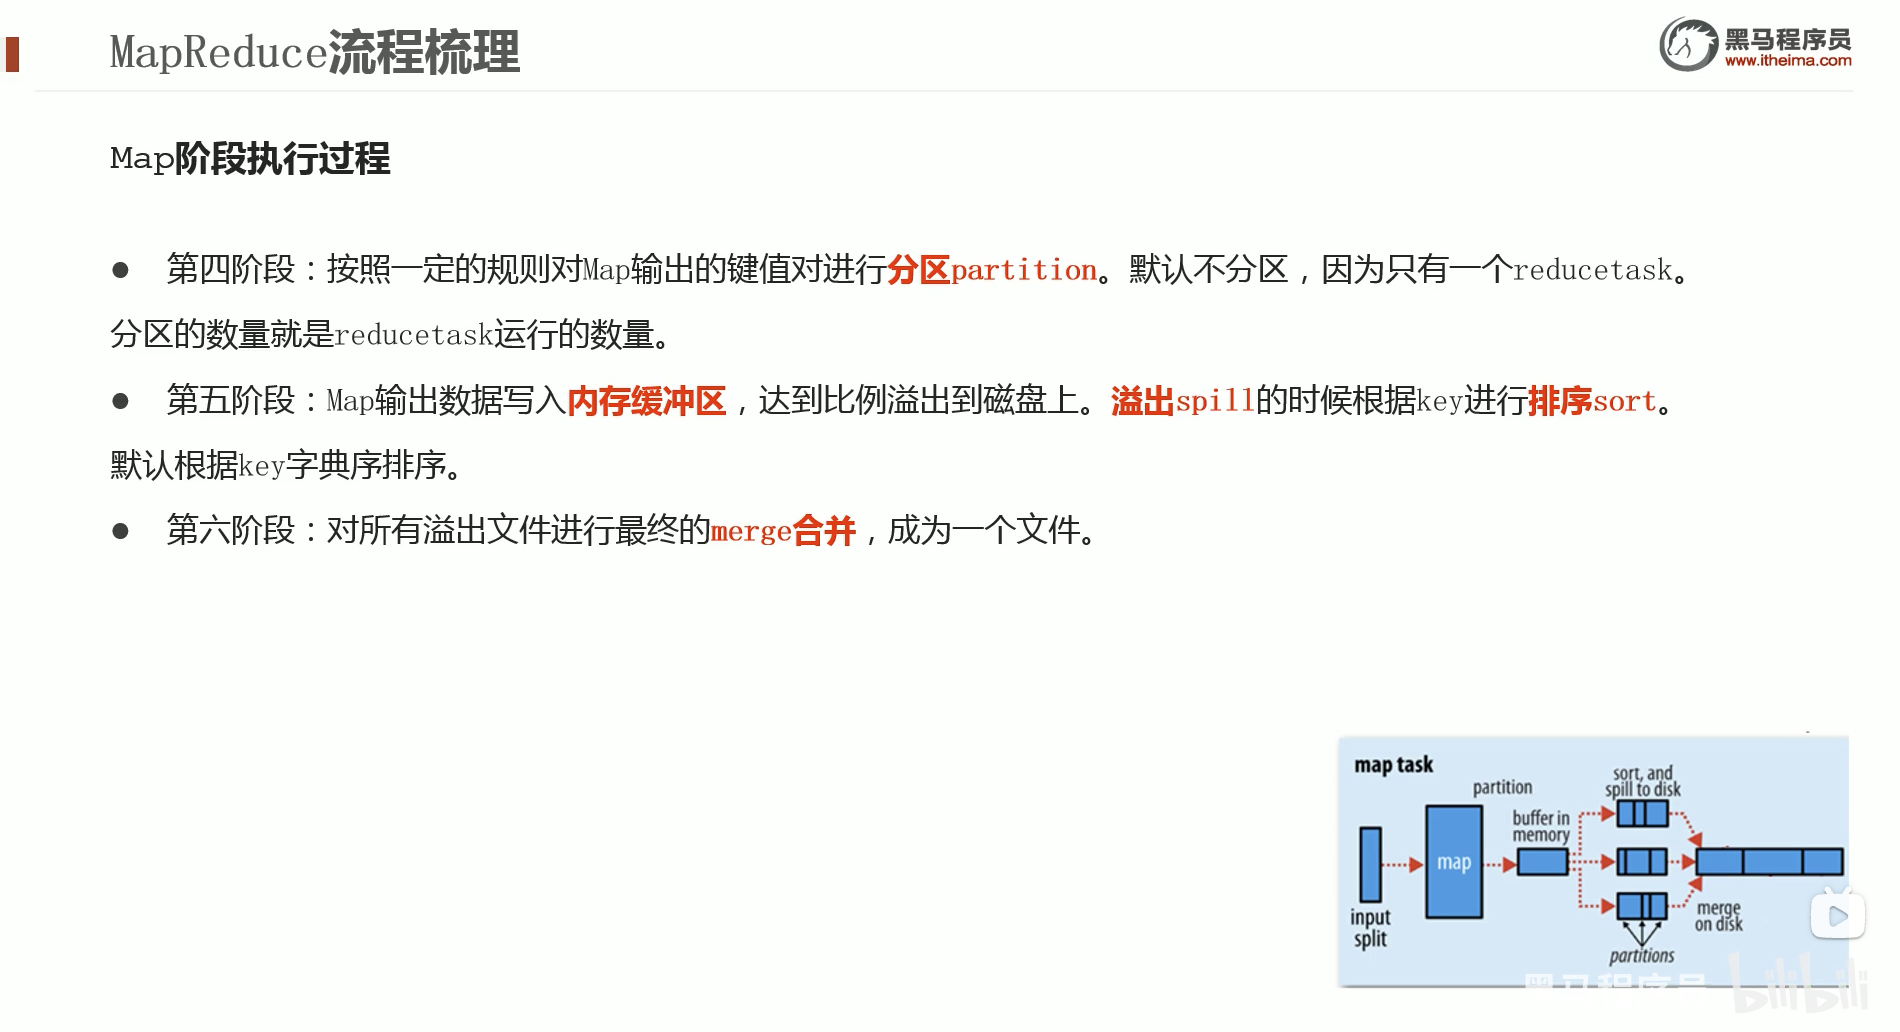 MapReduce流程梳理
黑马程序员
www.itheima.com
Map阶段执行过程
● 第四阶段：按照一定的规则对Map输出的键值对进行分区partition。默认不分区，因为只有一个reducetask。
分区的数量就是reducetask运行的数量。
● 第五阶段：Map输出数据写入内存缓冲区，达到比例溢出到磁盘上。溢出spill的时候根据key进行排序sort。
默认根据key字典序排序。
● 第六阶段：对所有溢出文件进行最终的merge合并，成为一个文件。
map task
partition
sort, and
spill to disk
buffer in
memory
map
input
split
merge
on disk
partitions
黑马程序员
bilibili